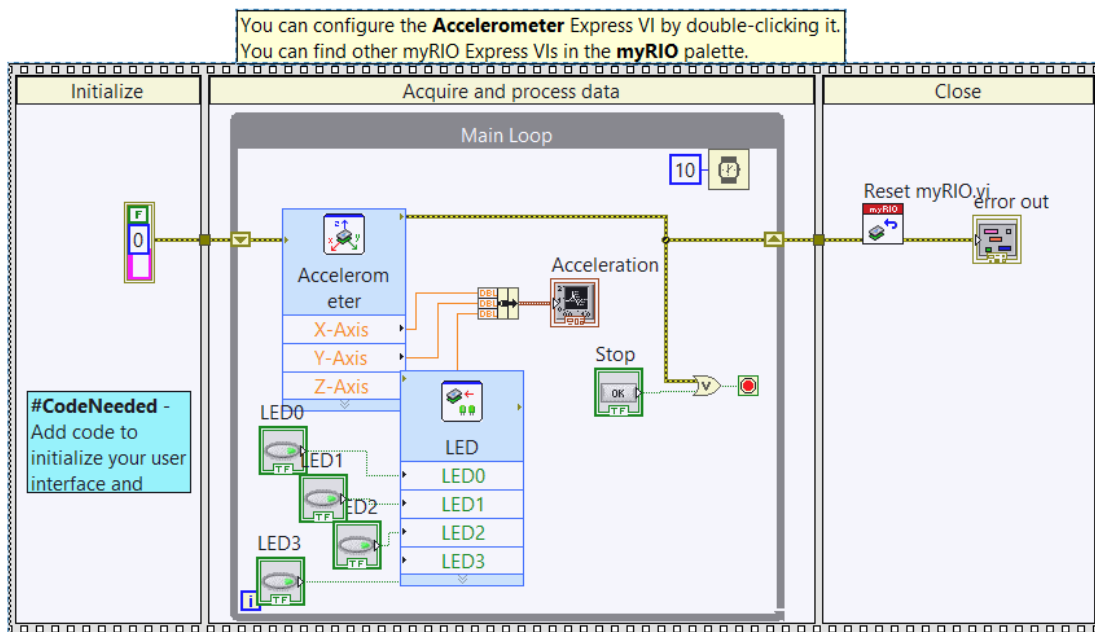 You can configure the Accelerometer Express VI by double-clicking it.
You can find other myRIO Express VIs in the myRIO palette.
Initialize
Acquire and process data
Close
Main Loop
10
Reset myRIO.vi
error out
myRIO
F
0
Accelerom
eter
X-Axis
Y-Axis
Z-Axis
DBL
DBL
DBL
Acceleration
Stop
OK
TF
#CodeNeeded -
Add code to
initialize your user
interface and
LED0
TF
LED1
TF
LED2
TF
LED3
TF
LED
LED0
LED1
LED2
LED3
i